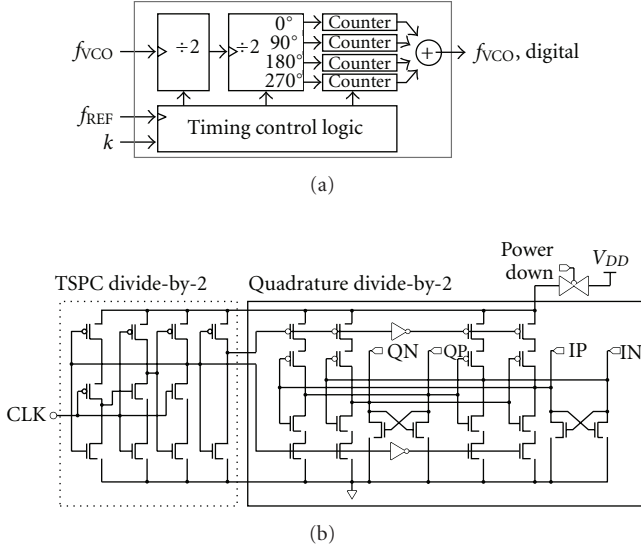 ÷2
÷2
0°
90°
180°
270°
Counter
Counter
Counter
Counter
+
fVCO
fVCO, digital
fREF
k
Timing control logic
(a)
Power down
VDD
TSPC divide-by-2
Quadrature divide-by-2
QN
QP
IP
IN
CLK
(b)